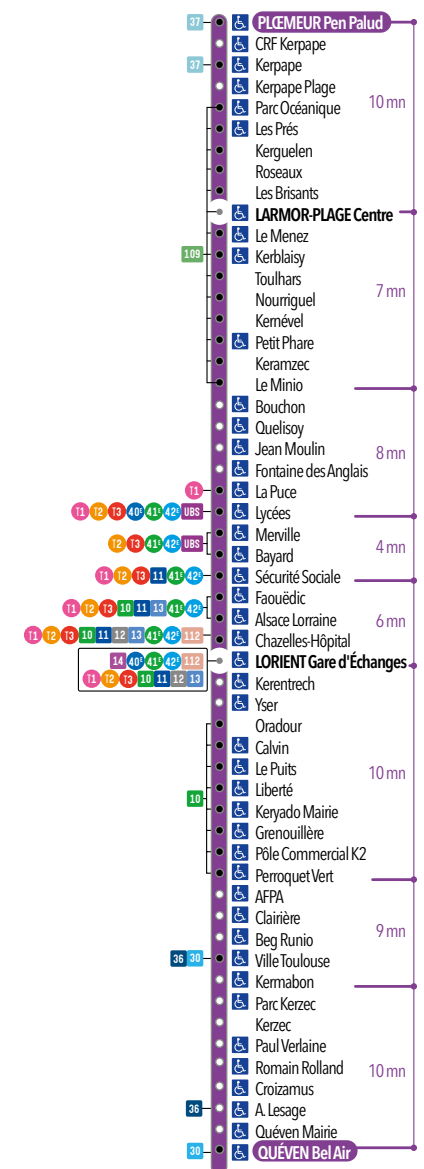 37 PLŒMEUR Pen Palud
CRF Kerpape
37 Kerpape
Kerpape Plage
Parc Océanique 10 mn
Les Prés
Kerguelen
Roseaux
Les Brisants
LARMOR-PLAGE Centre
Le Menez
109 Kerblaisy
Toulhars
Nourriguel 7 mn
Kernével
Petit Phare
Keramzec
Le Minio
Bouchon
Quelisoy
Jean Moulin 8 mn
Fontaine des Anglais
T1 La Puce
T1 T2 T3 40E 41E 42E UBS Lycées
Merville
T2 T3 41E 42E UBS 4 mn
Bayard
T1 T2 T3 11 41E 42E Sécurité Sociale
Faouëdic
T1 T2 T3 10 11 13 41E 42E
Alsace Lorraine 6 mn
T1 T2 T3 10 11 12 13 41E 42E 112 Chazelles-Hôpital
14 40E 41E 42E 112 LORIENT Gare d'Échanges
T1 T2 T3 10 11 12 13 Kerentrech
Yser
Oradour
Calvin
Le Puits 10 mn
Liberté
10
Keryado Mairie
Grenouillère
Pôle Commercial K2
Perroquet Vert
AFPA
Clairière
Beg Runio 9 mn
36 30 Ville Toulouse
Kermabon
Parc Kerzec
Kerzec
Paul Verlaine
Romain Rolland 10 mn
Croizamus
36 A. Lesage
Quéven Mairie
30 QUÉVEN Bel Air